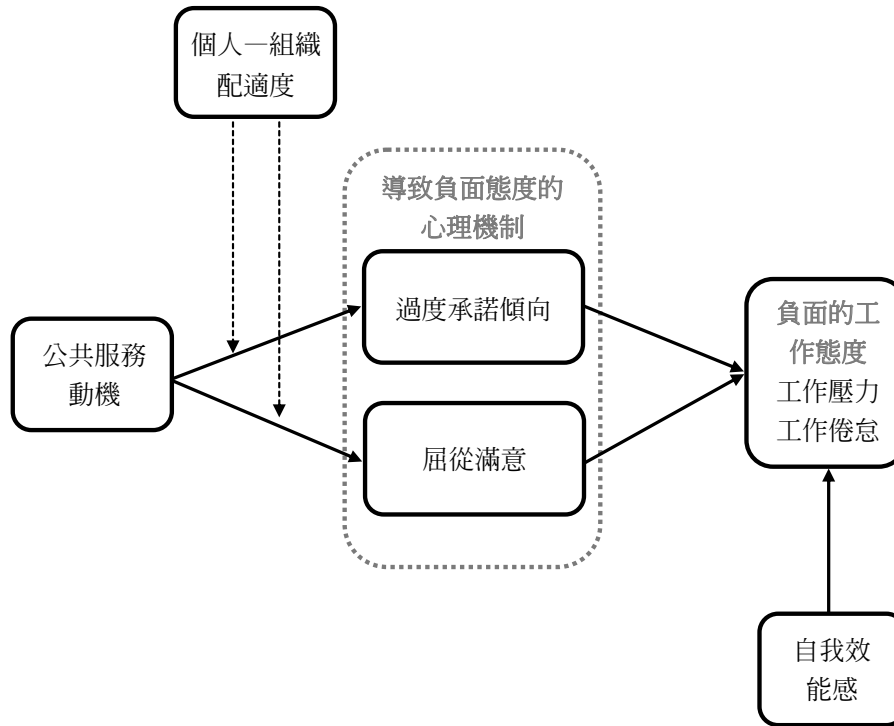 個人—組織
配適度
導致負面態度的
心理機制
過度承諾傾向
屈從滿意
公共服務
動機
負面的工
作態度
工作壓力
工作倦怠
自我效
能感